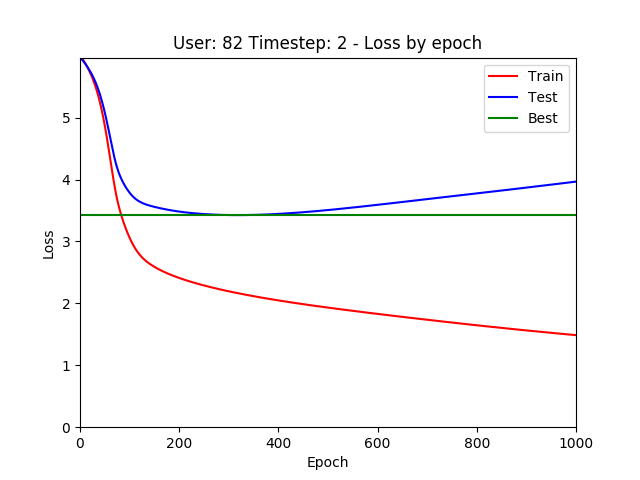 User: 82 Timestep: 2 - Loss by epoch
Train
Test
Best
5
4
3
2
1
0
Loss
0 200 400 600 800 1000
Epoch